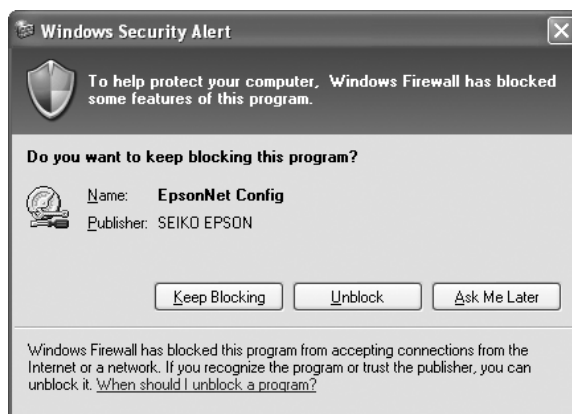 Windows Security Alert
To help protect your computer, Windows Firewall has blocked
some features of this program.
Do you want to keep blocking this program?
Name: EpsonNet Config
Publisher: SEIKO EPSON
Keep Blocking
Unblock
Ask Me Later
Windows Firewall has blocked this program from accepting connections from the
Internet or a network. If you recognize the program or trust the publisher, you can
unblock it. When should I unblock a program?